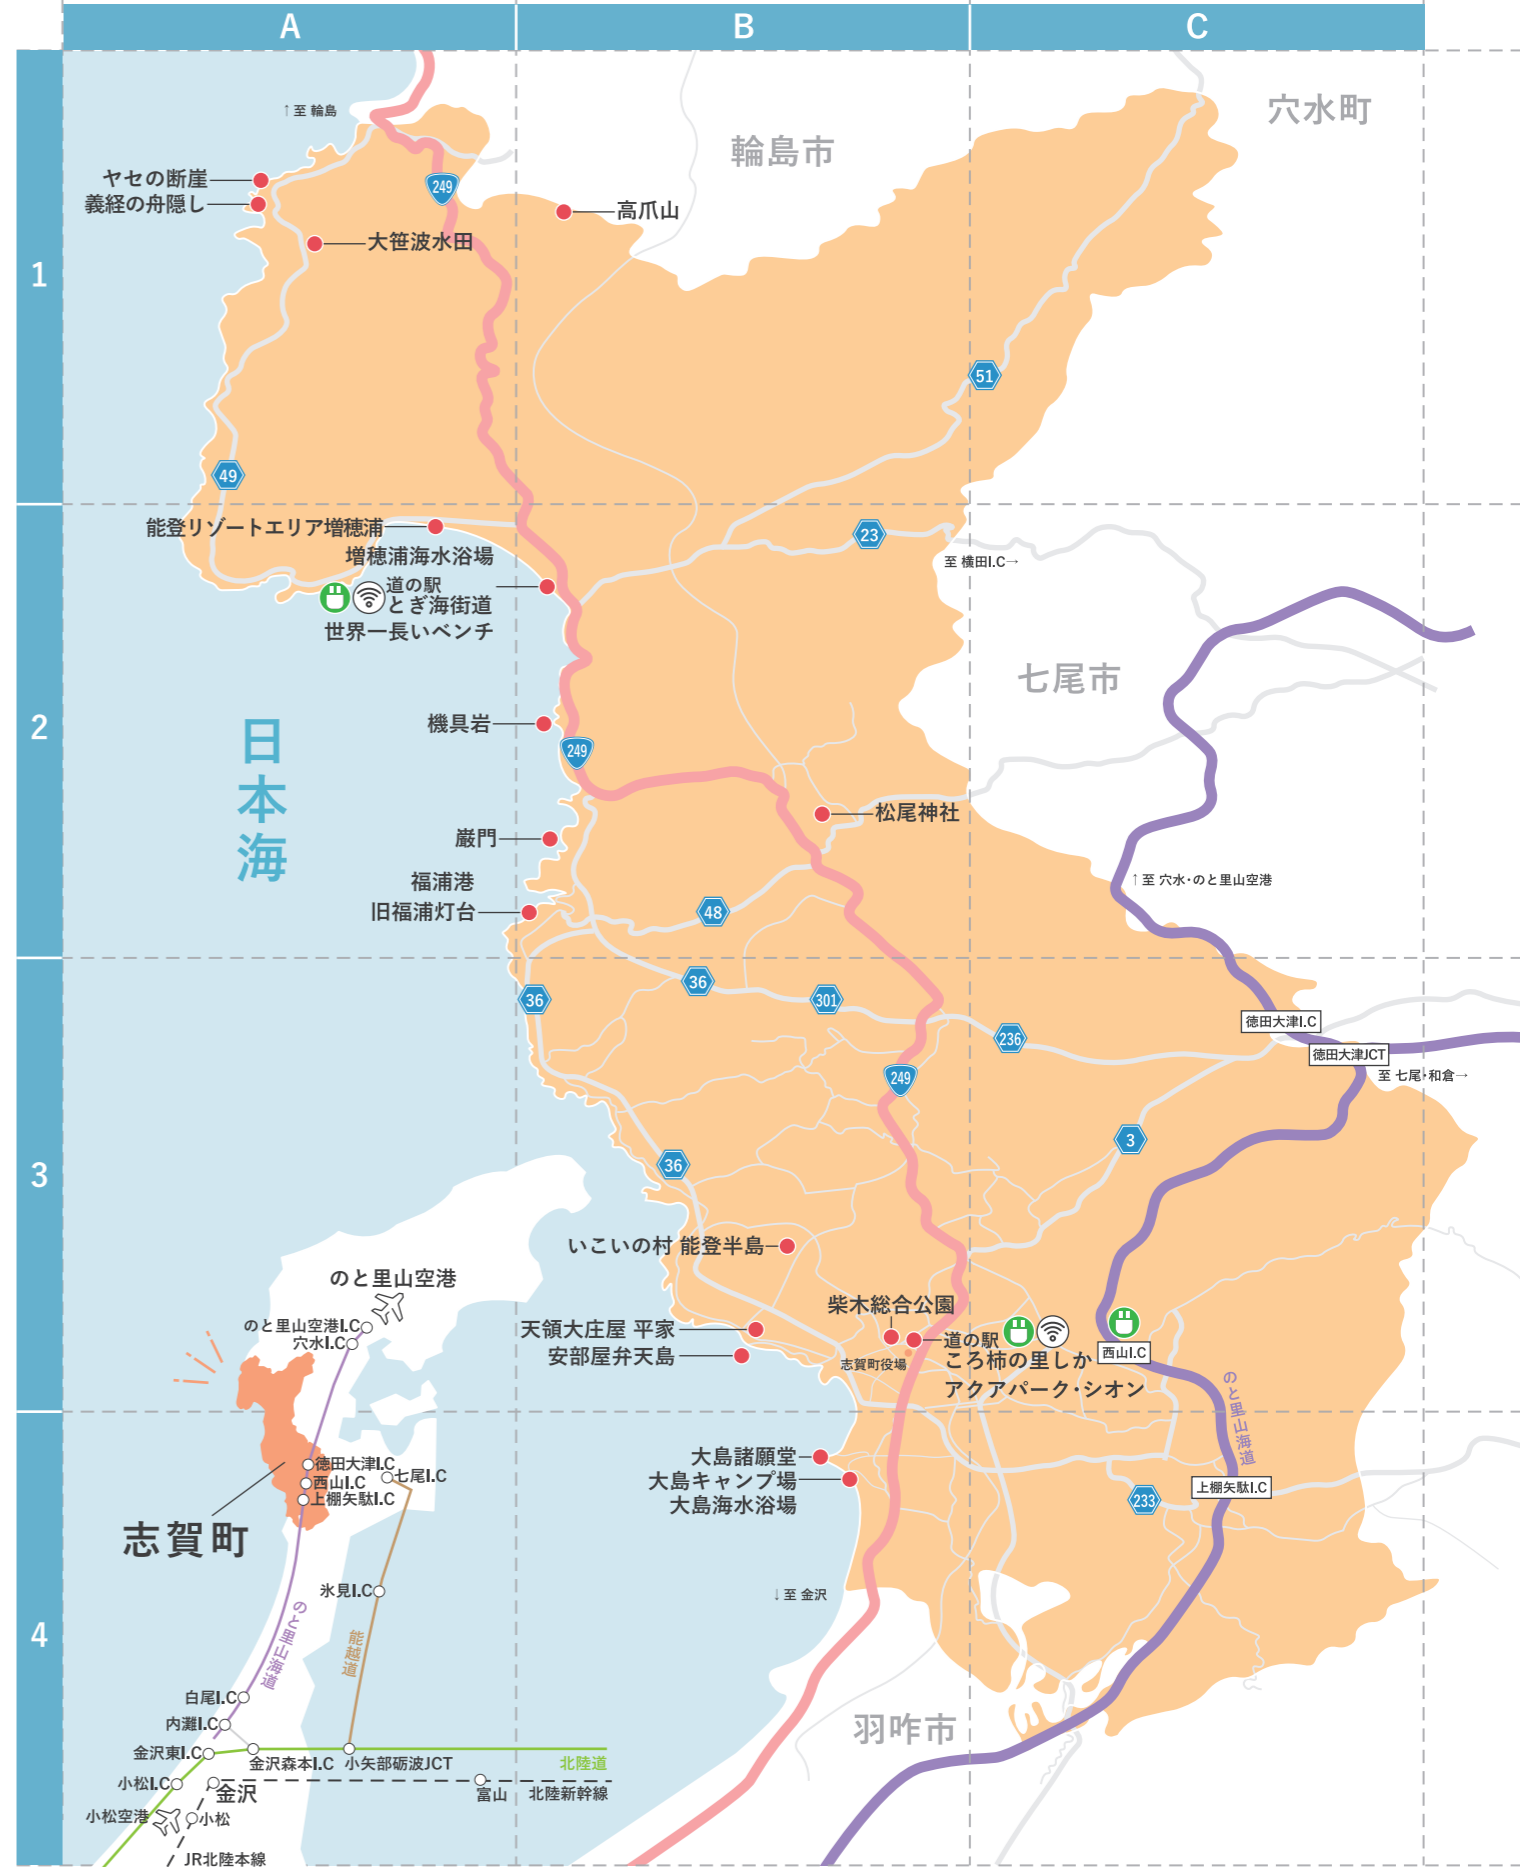 A
B
C
1
2
3
4
↑至 輪島
輪島市
穴水町
ヤセの断崖
義経の舟隠し
249
高爪山
大笹波水田
51
49
能登リゾートエリア増穂浦
23
増穂浦海水浴場
至 横田I.C→
道の駅
とぎ海街道
世界一長いベンチ
七尾市
日本海
機具岩
249
松尾神社
巌門
↑至 穴水・のと里山空港
福浦港
旧福浦灯台
48
36
36
301
236
徳田大津I.C
徳田大津JCT
至 七尾・和倉→
249
3
36
いこいの村 能登半島
柴木総合公園
天領大庄屋 平家
安部屋弁天島
道の駅
ころ柿の里しか
アクアパーク・シオン
志賀町役場
西山I.C
のと里山海道
大島諸願堂
大島キャンプ場
大島海水浴場
上棚矢駄I.C
233
↓至 金沢
羽咋市
のと里山空港
のと里山空港I.C
穴水I.C
徳田大津I.C
西山I.C
上棚矢駄I.C
七尾I.C
志賀町
氷見I.C
のと里山海道
能越道
白尾I.C
内灘I.C
金沢東I.C
金沢森本I.C
小矢部砺波JCT
北陸道
小松I.C
金沢
富山
北陸新幹線
小松空港
小松
JR北陸本線